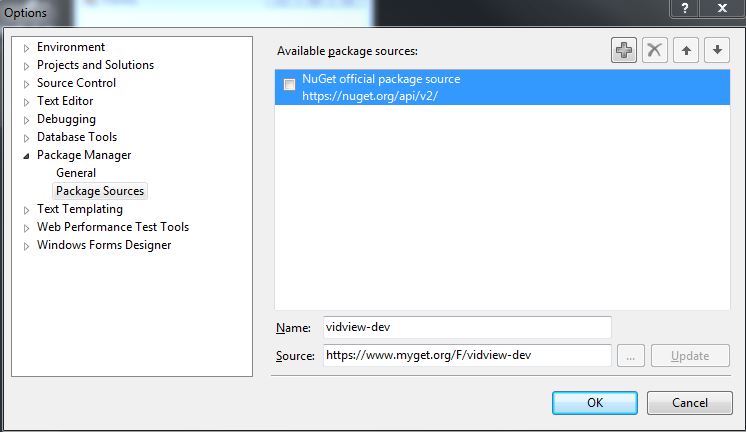 Options
?
X
Environment
Projects and Solutions
Source Control
Text Editor
Debugging
Database Tools
Package Manager
General
Package Sources
Text Templating
Web Performance Test Tools
Windows Forms Designer
Available package sources:
NuGet official package source
https://nuget.org/api/v2/
Name: vidview-dev
Source: https://www.myget.org/F/vidview-dev ... Update
OK Cancel